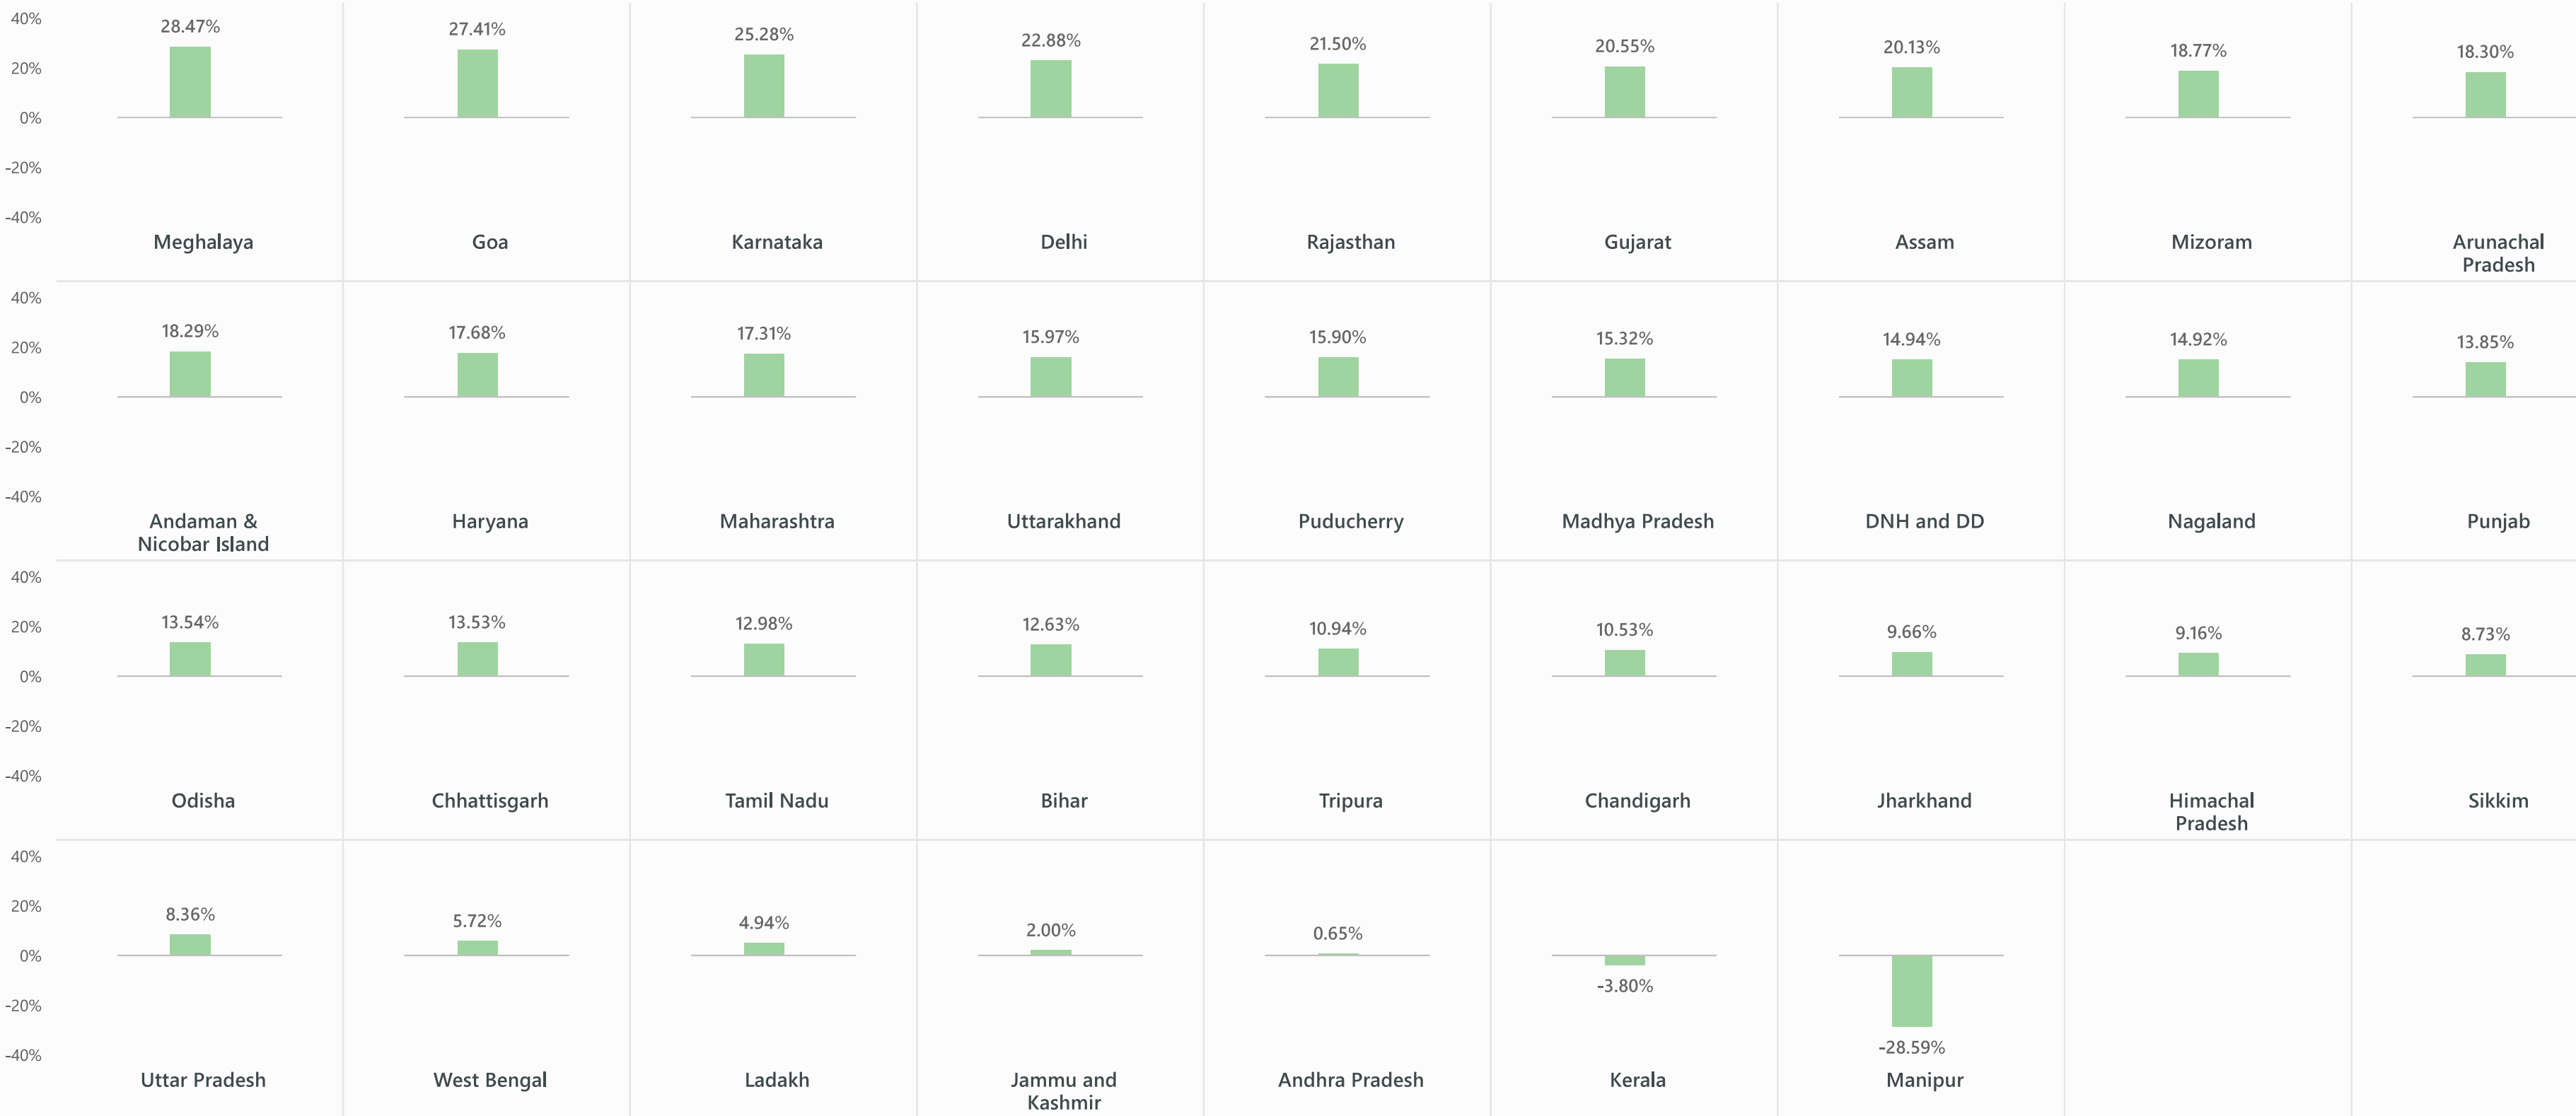 40%
28.47%
27.41%
25.28%
22.88%
21.50%
20.55%
20.13%
18.77%
18.30%
20%
0%
-20%
-40%
Meghalaya
Goa
Karnataka
Delhi
Rajasthan
Gujarat
Assam
Mizoram
Arunachal
Pradesh
40%
18.29%
17.68%
17.31%
15.97%
15.90%
15.32%
14.94%
14.92%
13.85%
20%
0%
-20%
-40%
Andaman &
Nicobar Island
Haryana
Maharashtra
Uttarakhand
Puducherry
Madhya Pradesh
DNH and DD
Nagaland
Punjab
40%
13.54%
13.53%
12.98%
12.63%
10.94%
10.53%
9.66%
9.16%
8.73%
20%
0%
-20%
-40%
Odisha
Chhattisgarh
Tamil Nadu
Bihar
Tripura
Chandigarh
Jharkhand
Himachal
Pradesh
Sikkim
40%
20%
8.36%
5.72%
4.94%
2.00%
0.65%
0%
-3.80%
-20%
-28.59%
-40%
Uttar Pradesh
West Bengal
Ladakh
Jammu and
Kashmir
Andhra Pradesh
Kerala
Manipur